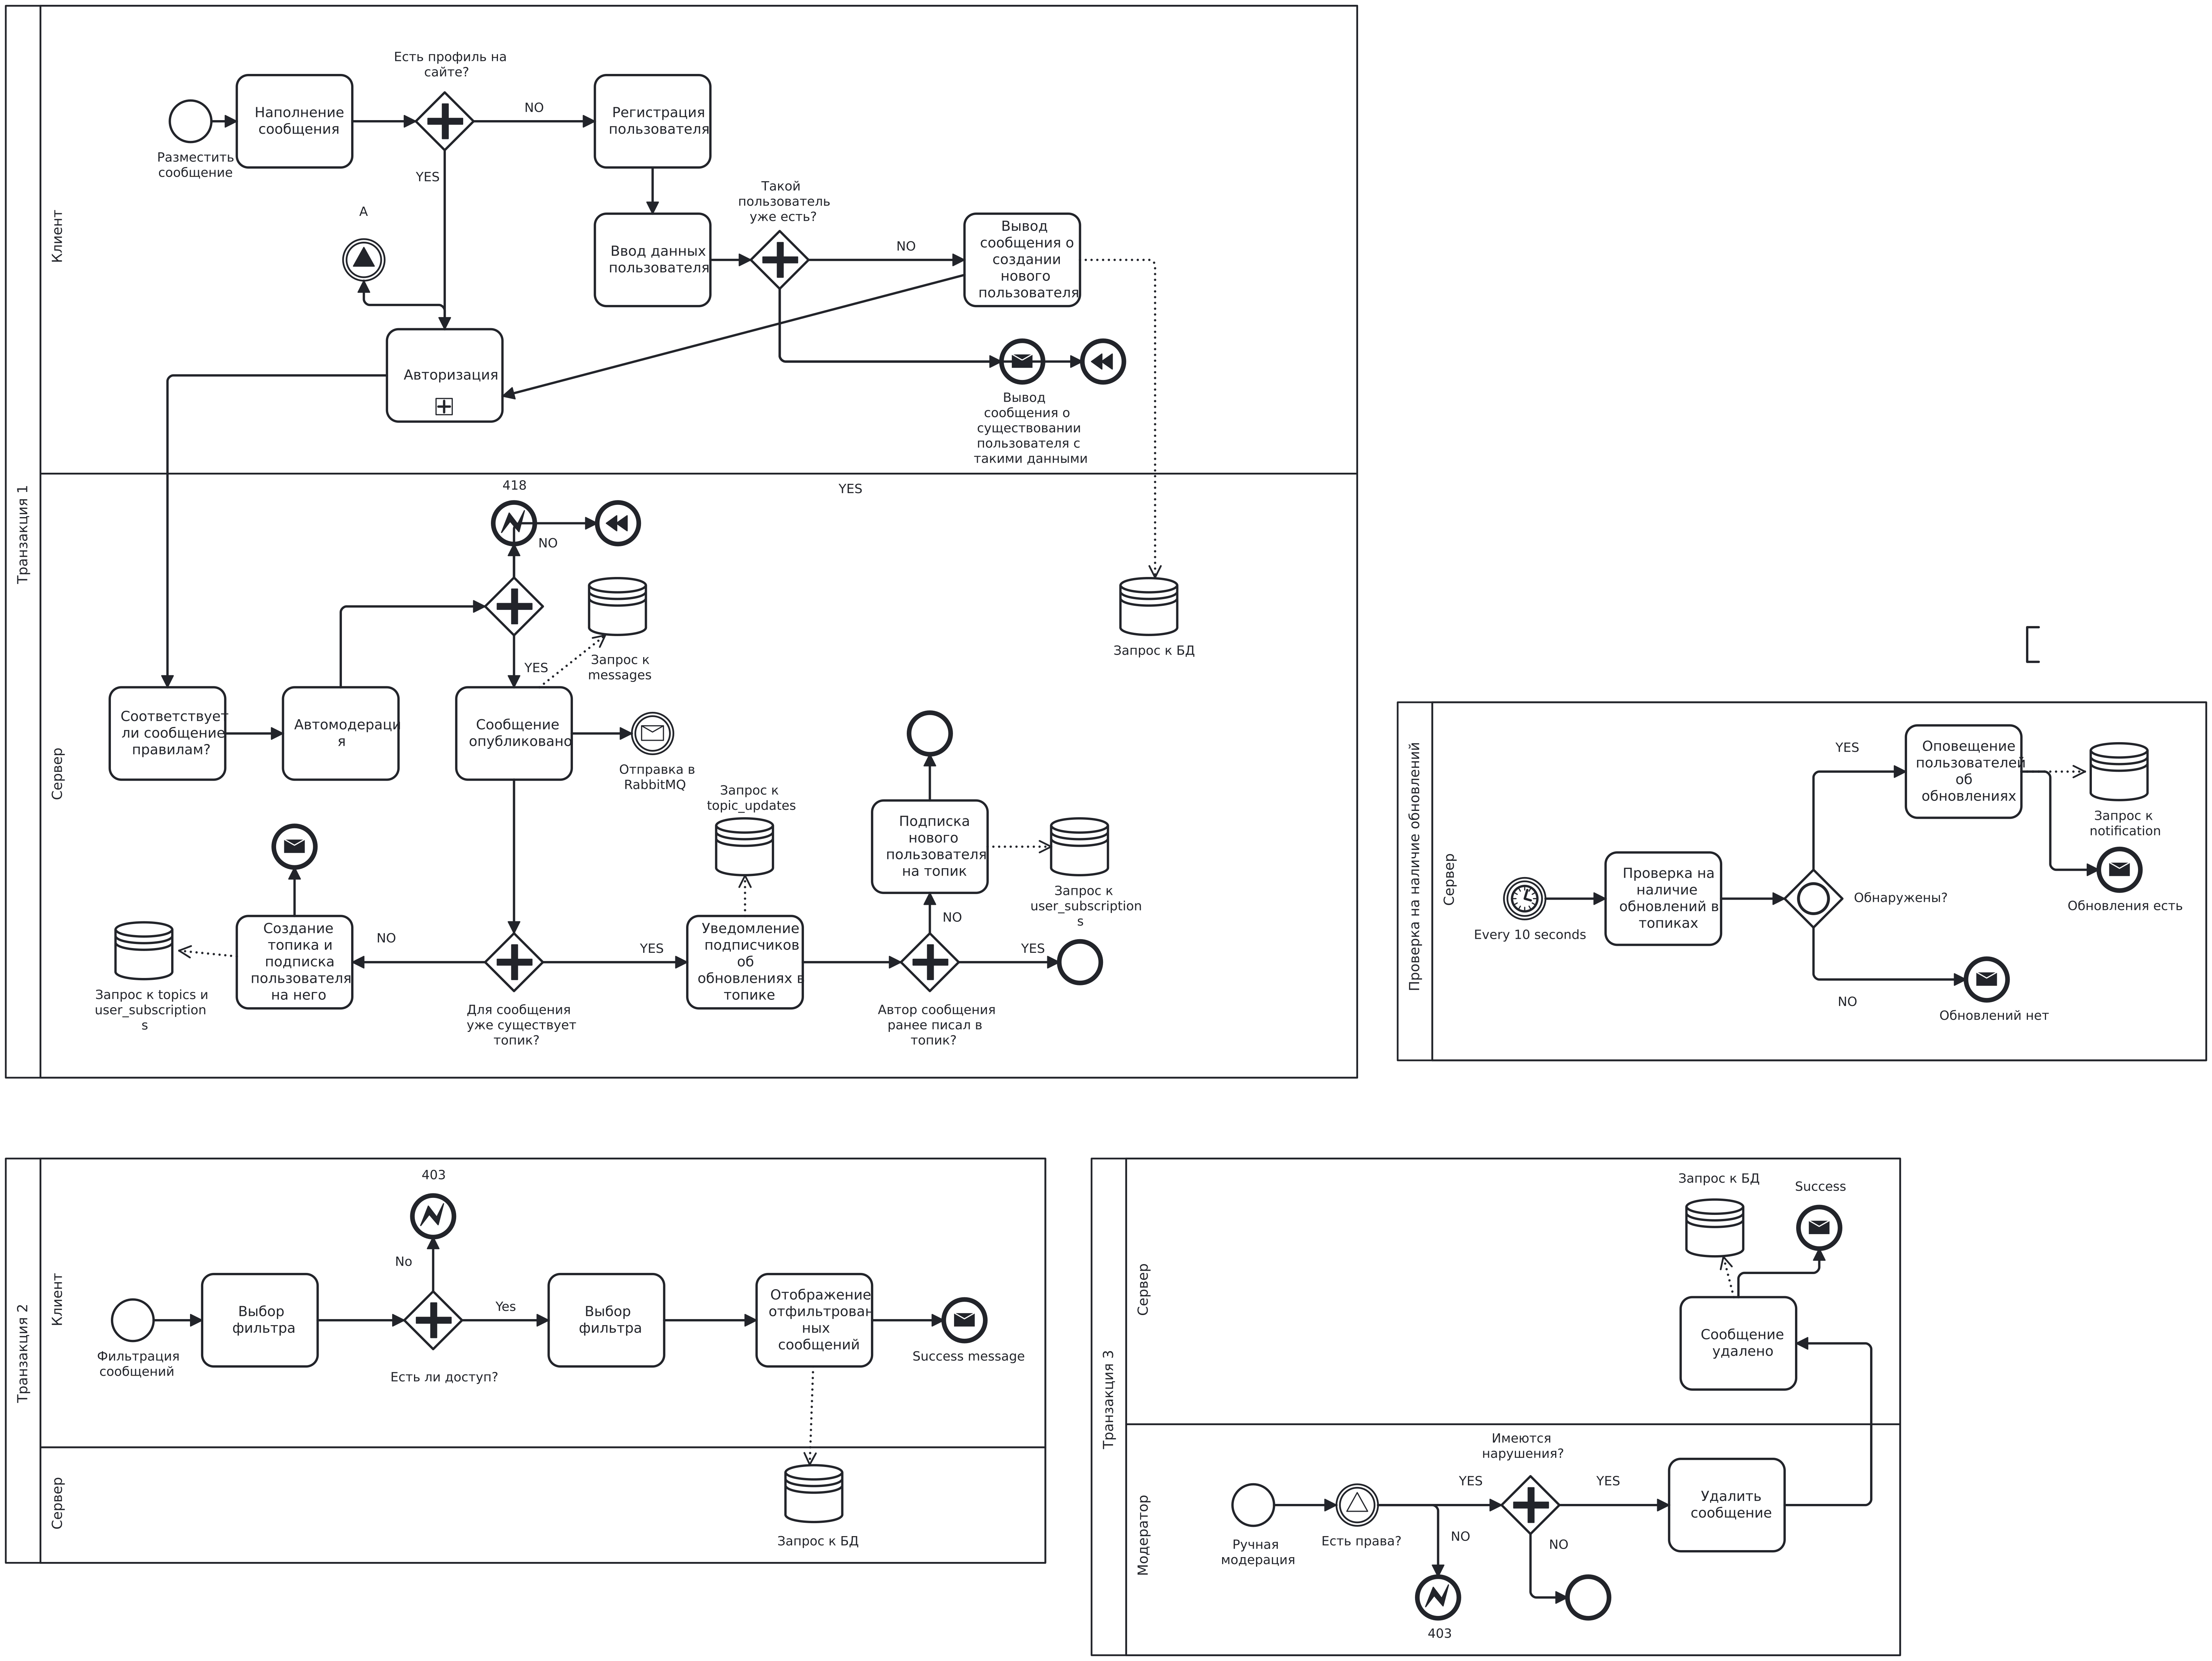 Транзакция 1
Клиент
Разместить
сообщение
Наполнение
сообщения
Есть профиль на
сайте?
NO
YES
Регистрация
пользователя
A
Ввод данных
пользователя
Такой
пользователь
уже есть?
NO
Вывод
сообщения о
создании
нового
пользователя
Авторизация
Вывод
сообщения о
существовании
пользователя с
такими данными
Сервер
418
YES
NO
YES
Запрос к
messages
Запрос к БД
Соответствует
ли сообщение
правилам?
Автомодераци
я
Сообщение
опубликовано
Отправка в
RabbitMQ
Запрос к
topic_updates
Подписка
нового
пользователя
на топик
Запрос к
user_subscription
s
Запрос к topics и
user_subscription
s
Создание
топика и
подписка
пользователя
на него
NO
Для сообщения
уже существует
топик?
YES
Уведомление
подписчиков
об
обновлениях в
топике
NO
YES
Автор сообщения
ранее писал в
топик?
Проверка на наличие обновлений
Сервер
Every 10 seconds
Проверка на
наличие
обновлений в
топиках
Обнаружены?
YES
Оповещение
пользователей
об
обновлениях
Запрос к
notification
Обновления есть
NO
Обновлений нет
Транзакция 2
Клиент
Фильтрация
сообщений
Выбор
фильтра
403
No
Есть ли доступ?
Yes
Выбор
фильтра
Отображение
отфильтрован
ных
сообщений
Success message
Сервер
Запрос к БД
Транзакция 3
Сервер
Запрос к БД
Success
Сообщение
удалено
Модератор
Ручная
модерация
Есть права?
YES
NO
403
Имеются
нарушения?
YES
NO
Удалить
сообщение